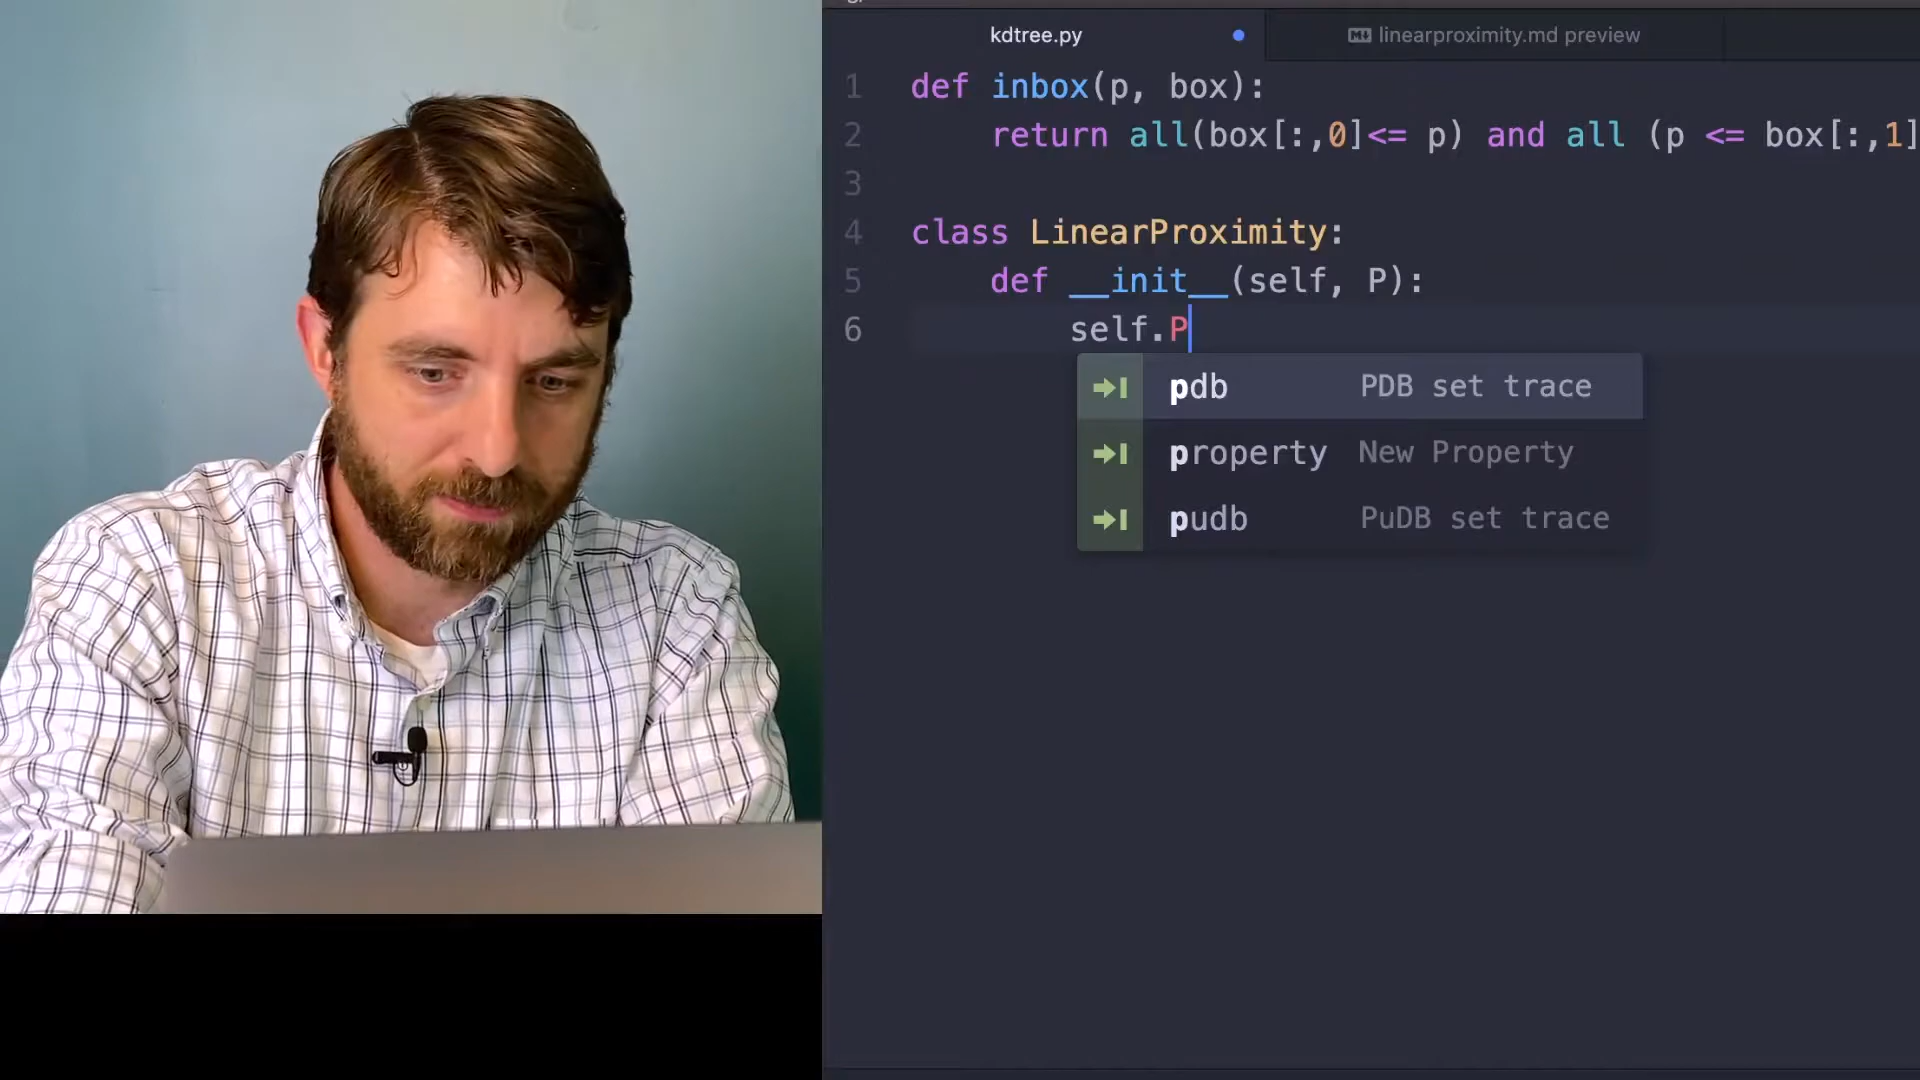 kdtree.py
linearproximity.md preview
1 def inbox(p, box):
2 return all(box[:,0]<= p) and all (p <= box[:,1]
3
4 class LinearProximity:
5 def __init__(self, P):
6 self.P
pdb PDB set trace
property New Property
pudb PuDB set trace